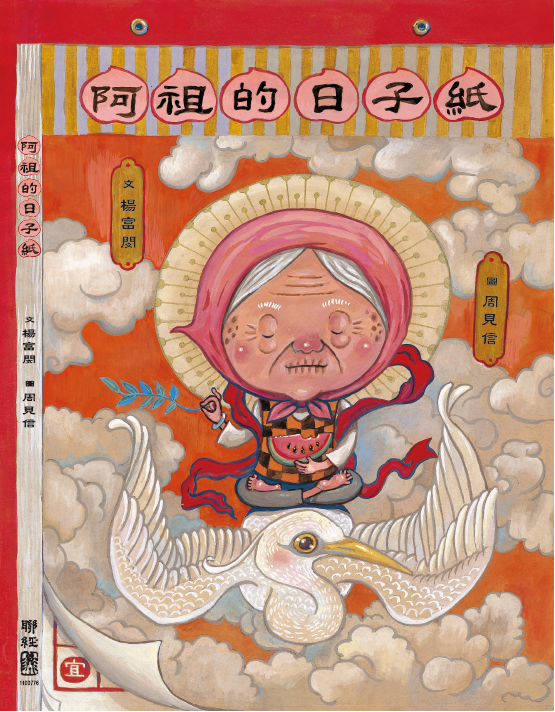 阿祖的日子紙
文 楊富閔
圖 周見信
阿祖的日子紙
文 楊富閔 圖 周見信
聯經
1100776
宜